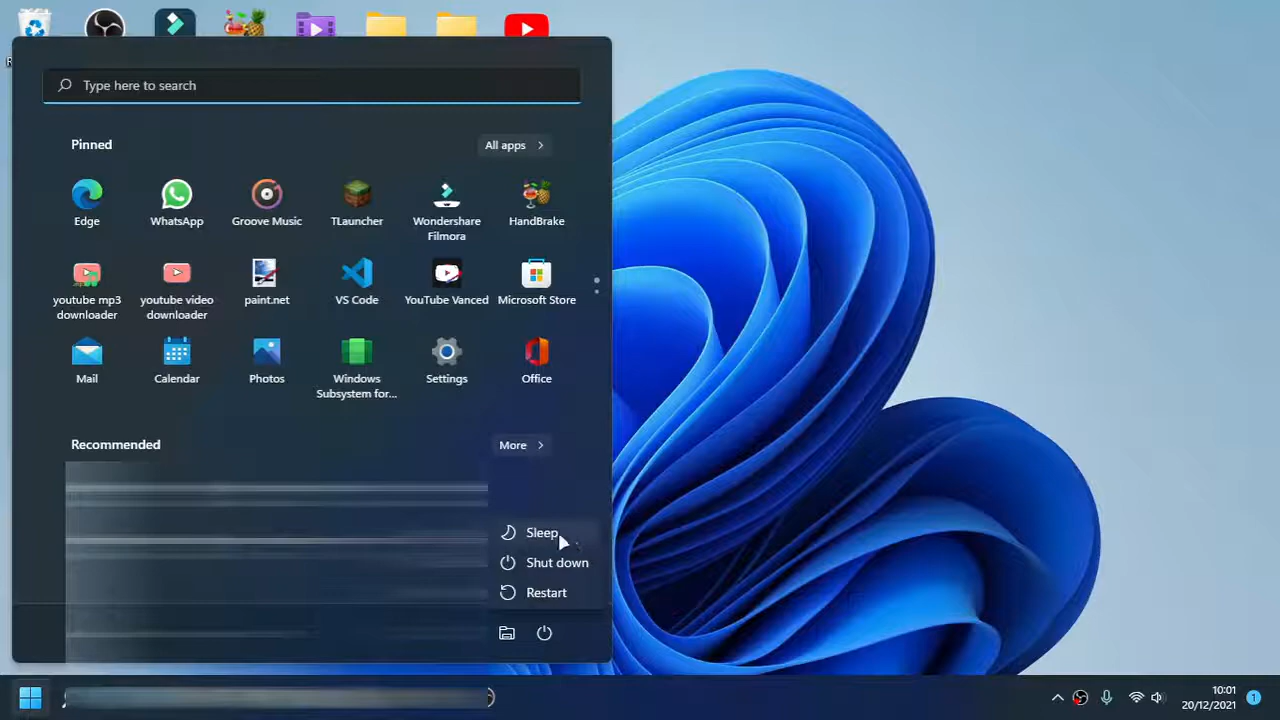 Type here to search
Pinned
All apps
Edge
WhatsApp
Groove Music
TLauncher
Wondershare
Filmora
HandBrake
youtube mp3
downloader
youtube video
downloader
paint.net
VS Code
YouTube Vanced
Microsoft Store
Mail
Calendar
Photos
Windows
Subsystem for...
Settings
Office
Recommended
More
Sleep
Shut down
Restart
10:01
20/12/2021
1